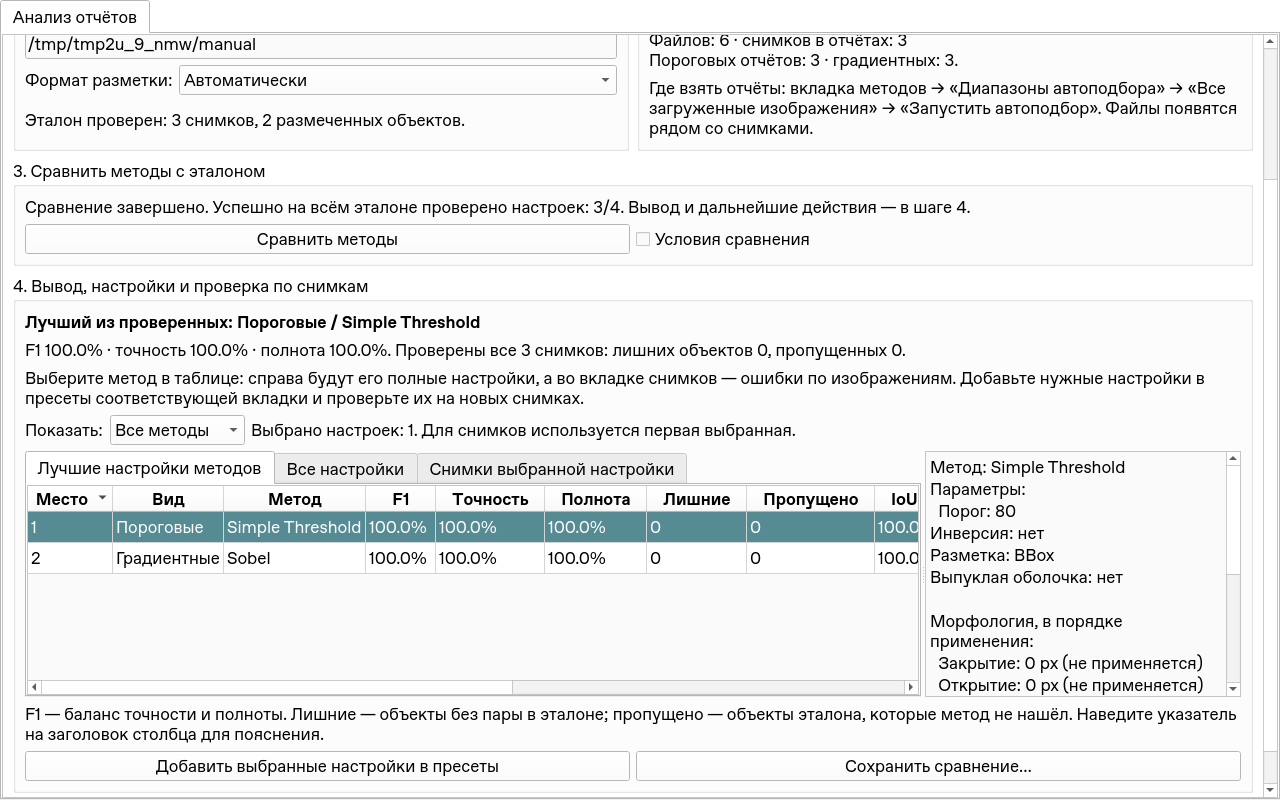 Анализ отчётов
/tmp/tmp2u_9_nmw/manual
Формат разметки: Автоматически
Эталон проверен: 3 снимков, 2 размеченных объектов.
Файлов: 6 · снимков в отчётах: 3
Пороговых отчётов: 3 · градиентных: 3.
Где взять отчёты: вкладка методов → «Диапазоны автоподбора» → «Все
загруженные изображения» → «Запустить автоподбор». Файлы появятся
рядом со снимками.
3. Сравнить методы с эталоном
Сравнение завершено. Успешно на всём эталоне проверено настроек: 3/4. Вывод и дальнейшие действия — в шаге 4.
Сравнить методы
Условия сравнения
4. Вывод, настройки и проверка по снимкам
Лучший из проверенных: Пороговые / Simple Threshold
F1 100.0% · точность 100.0% · полнота 100.0%. Проверены все 3 снимков: лишних объектов 0, пропущенных 0.
Выберите метод в таблице: справа будут его полные настройки, а во вкладке снимков — ошибки по изображениям. Добавьте нужные настройки в
пресеты соответствующей вкладки и проверьте их на новых снимках.
Показать: Все методы Выбрано настроек: 1. Для снимков используется первая выбранная.
Лучшие настройки методов Все настройки Снимки выбранной настройки
Место Вид Метод F1 Точность Полнота Лишние Пропущено IoU
1 Пороговые Simple Threshold 100.0% 100.0% 100.0% 0 0 100.0
2 Градиентные Sobel 100.0% 100.0% 100.0% 0 0 100.0
Метод: Simple Threshold
Параметры:
Порог: 80
Инверсия: нет
Разметка: BBox
Выпуклая оболочка: нет
Морфология, в порядке
применения:
Закрытие: 0 px (не применяется)
Открытие: 0 px (не применяется)
F1 — баланс точности и полноты. Лишние — объекты без пары в эталоне; пропущено — объекты эталона, которые метод не нашёл. Наведите указатель
на заголовок столбца для пояснения.
Добавить выбранные настройки в пресеты
Сохранить сравнение...